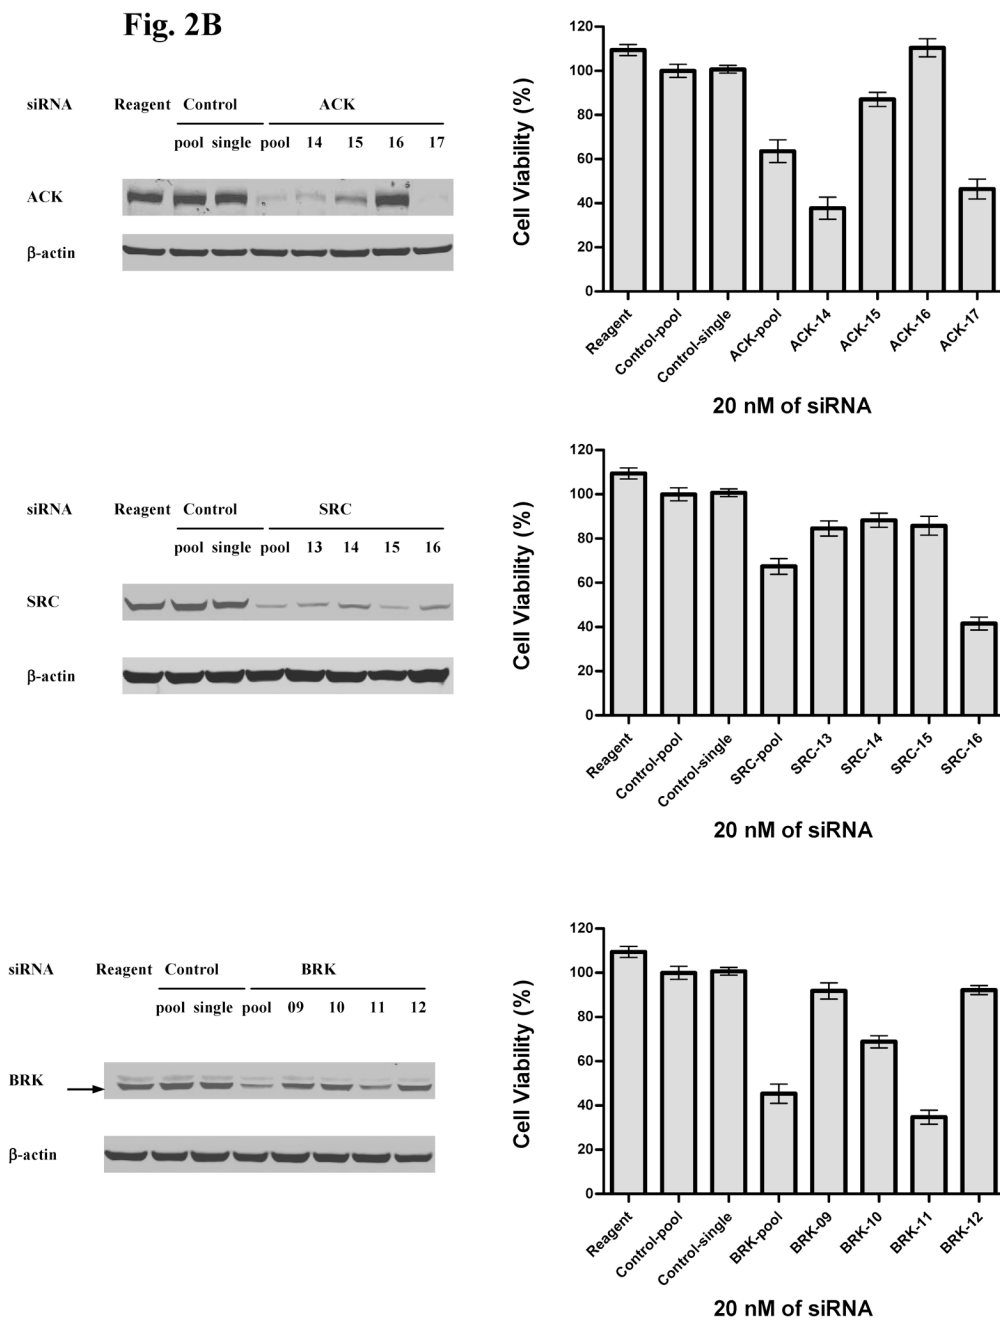 Fig. 2B
siRNA Reagent Control ACK
pool single pool 14 15 16 17
ACK
β-actin
120
100
80
60
40
20
0
Cell Viability (%)
Reagent
Control-pool
Control-single
ACK-pool
ACK-14
ACK-15
ACK-16
ACK-17
20 nM of siRNA
siRNA Reagent Control SRC
pool single pool 13 14 15 16
SRC
β-actin
120
100
80
60
40
20
0
Cell Viability (%)
Reagent
Control-pool
Control-single
SRC-pool
SRC-13
SRC-14
SRC-15
SRC-16
20 nM of siRNA
siRNA Reagent Control BRK
pool single pool 09 10 11 12
BRK
β-actin
120
100
80
60
40
20
0
Cell Viability (%)
Reagent
Control-pool
Control-single
BRK-pool
BRK-09
BRK-10
BRK-11
BRK-12
20 nM of siRNA